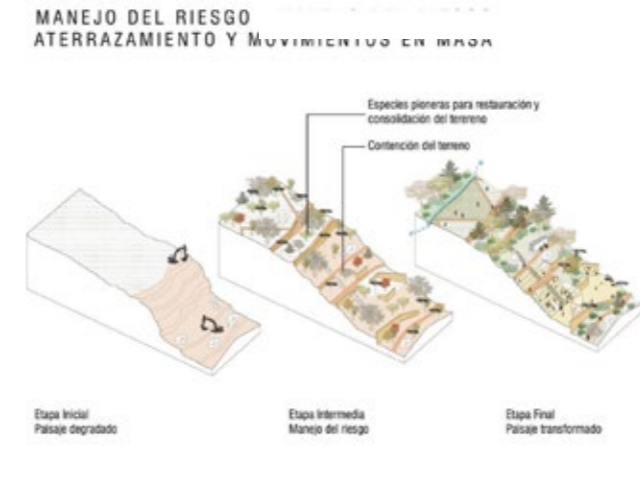 MANEJO DEL RIESGO
ATERRAZAMIENTO Y MOVIMIENTOS EN MASA
Especies pioneras para restauración y
consolidación del terereno
Contención del terreno
Etapa Inicial
Paisaje degradado
Etapa Intermedia
Manejo del riesgo
Etapa Final
Paisaje transformado